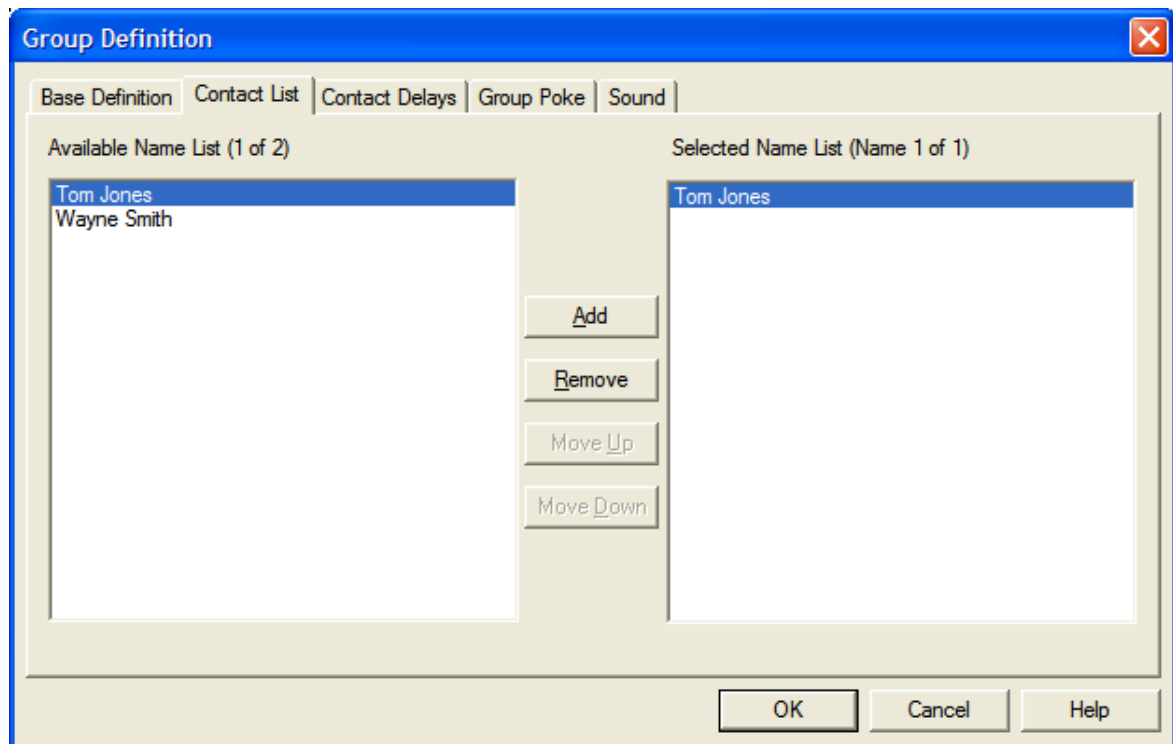 Group Definition
Base Definition Contact List Contact Delays Group Poke Sound
Available Name List (1 of 2) Selected Name List (Name 1 of 1)
Tom Jones Tom Jones
Wayne Smith
Add
Remove
Move Up
Move Down
OK Cancel Help